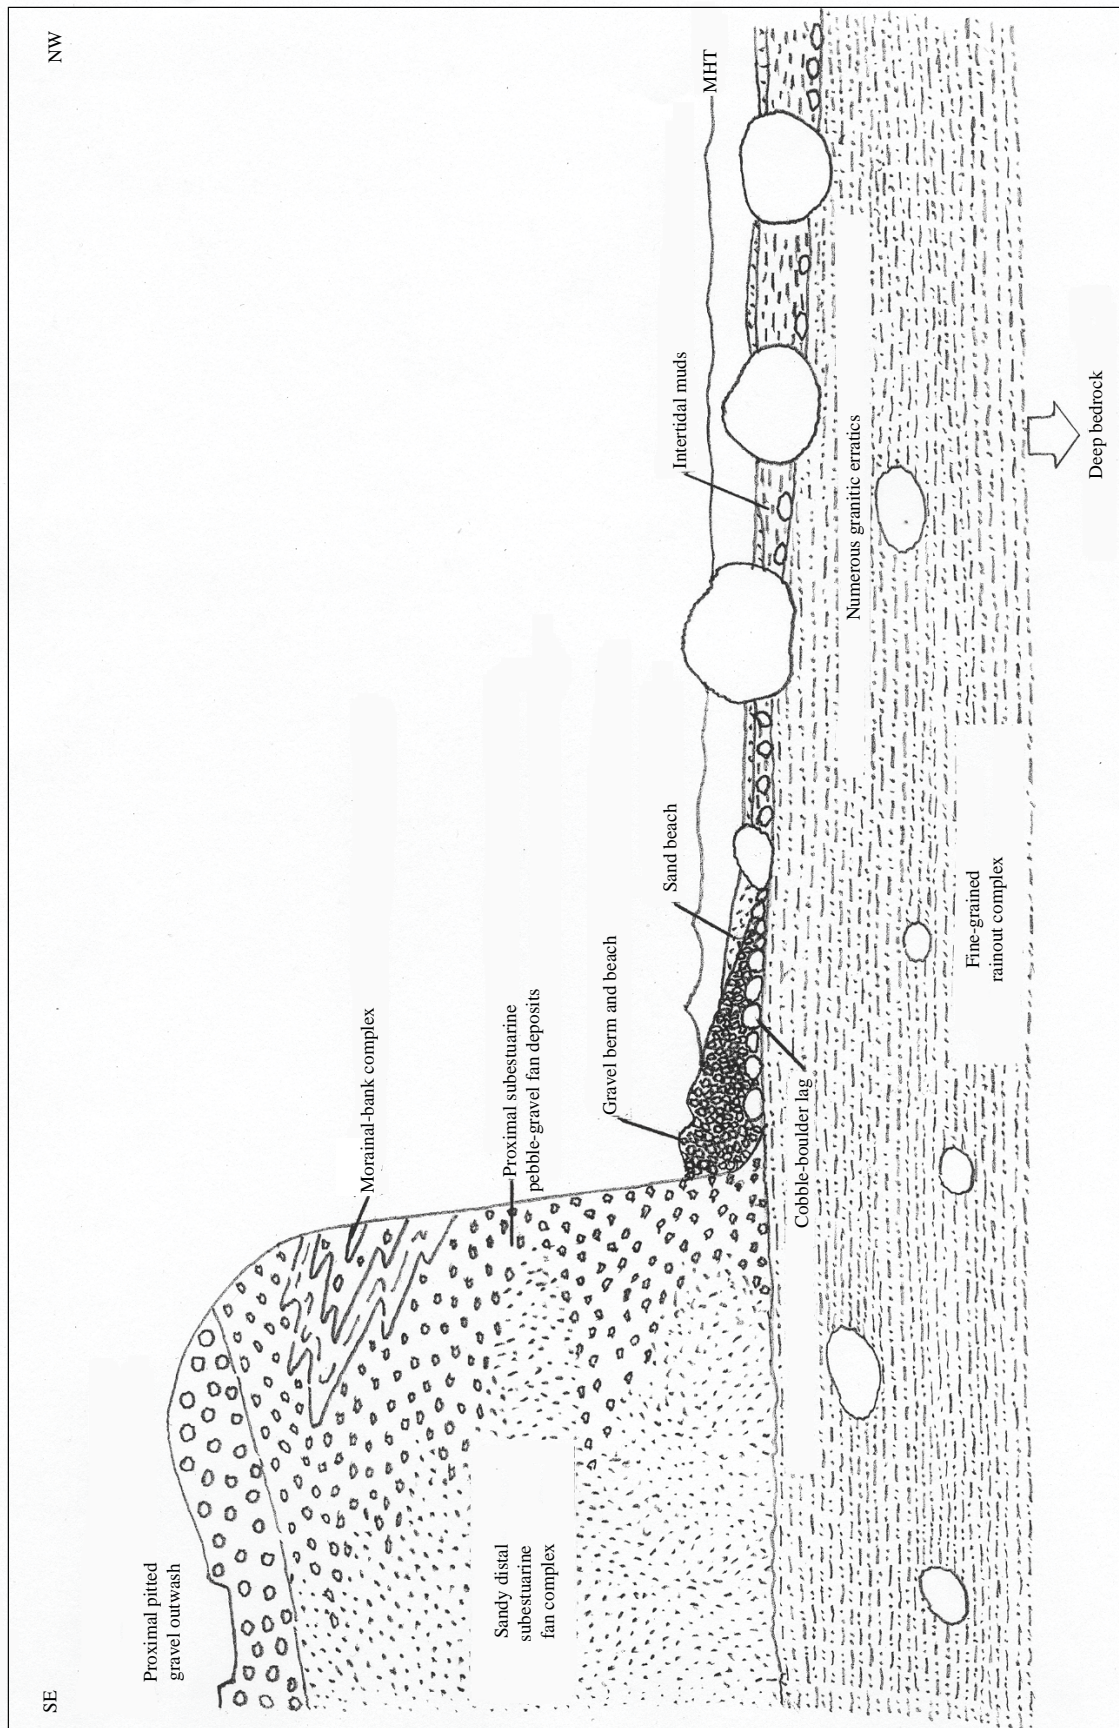 SE
NW
Proximal pitted
gravel outwash
Morainal-bank complex
Proximal subestuarine
pebble-gravel fan deposits
Sandy distal
subestuarine
fan complex
Gravel berm and beach
Sand beach
Intertidal muds
MHT
Cobble-boulder lag
Numerous granitic erratics
Fine-grained
rainout complex
Deep bedrock